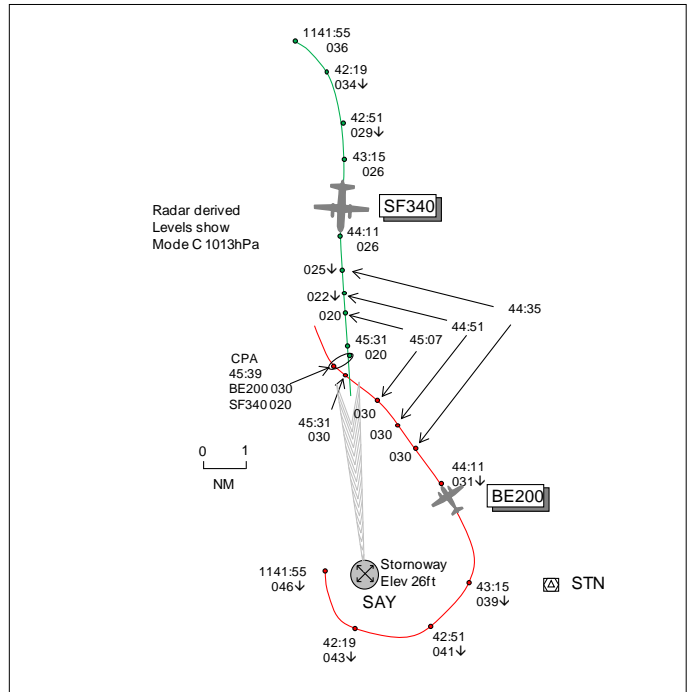 1141:55
036
42:19
034↓
42:51
029↓
43:15
026
SF340
Radar derived
Levels show
Mode C 1013hPa
44:11
026
025↓
022↓
020
44:35
44:51
45:07
45:31
020
CPA
45:39
BE200 030
SF340 020
45:31
030
030
030
030
0
1
NM
44:11
031↓
BE200
Stornoway
Elev 26ft
SAY
1141:55
046↓
43:15
039↓
STN
42:19
043↓
42:51
041↓